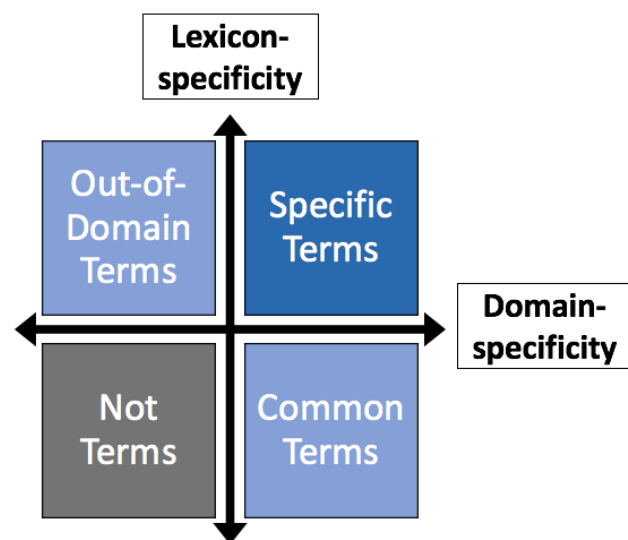 Lexicon-
specificity
Out-of-
Domain
Terms
Specific
Terms
Domain-
specificity
Not
Terms
Common
Terms